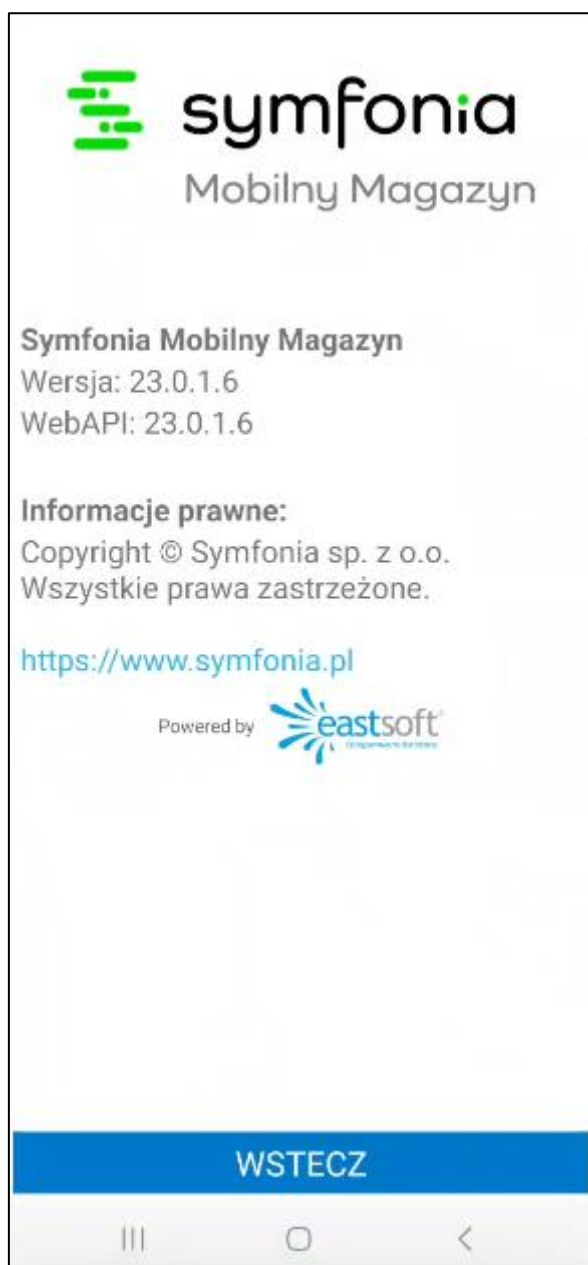 symfonia
Mobilny Magazyn
Symfonia Mobilny Magazyn
Wersja: 23.0.1.6
WebAPI: 23.0.1.6
Informacje prawne:
Copyright © Symfonia sp. z o.o.
Wszystkie prawa zastrzeżone.
https://www.symfonia.pl
Powered by eastsoft
WSTECZ